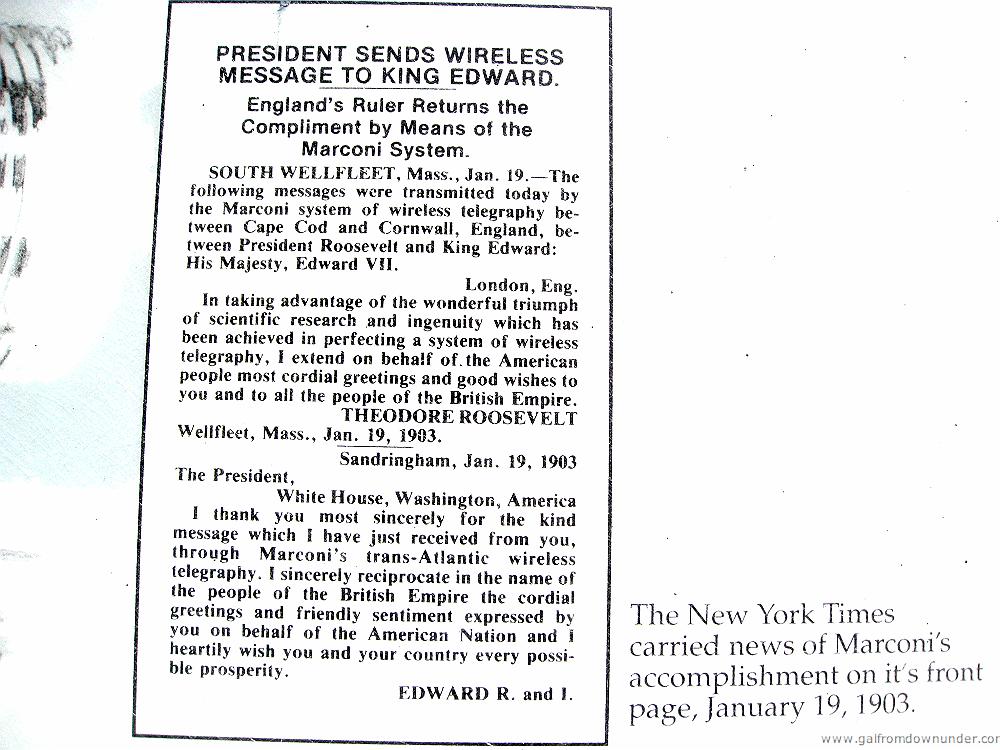 PRESIDENT SENDS WIRELESS
MESSAGE TO KING EDWARD.
England's Ruler Returns the
Compliment by Means of the
Marconi System.
SOUTH WELLFLEET, Mass., Jan. 19.—The
following messages were transmitted today by
the Marconi system of wireless telegraphy be-
tween Cape Cod and Cornwall, England, be-
tween President Roosevelt and King Edward:
His Majesty, Edward VII.
London, Eng.
In taking advantage of the wonderful triumph
of scientific research and ingenuity which has
been achieved in perfecting a system of wireless
telegraphy, I extend on behalf of the American
people most cordial greetings and good wishes to
you and to all the people of the British Empire.
THEODORE ROOSEVELT
Wellfleet, Mass., Jan. 19, 1903.
Sandringham, Jan. 19, 1903
The President,
White House, Washington, America
I thank you most sincerely for the kind
message which I have just received from you,
through Marconi's trans-Atlantic wireless
telegraphy. I sincerely reciprocate in the name of
the people of the British Empire the cordial
greetings and friendly sentiment expressed by
you on behalf of the American Nation and I
heartily wish you and your country every possi-
ble prosperity.
EDWARD R. and I.
The New York Times
carried news of Marconi's
accomplishment on it's front
page, January 19, 1903.
www.galfromdownunder.cor